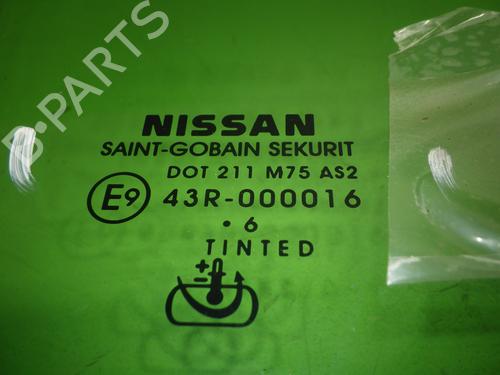 B-PARTS
NISSAN
SAINT-GOBAIN SEKURIT
DOT 211 M75 AS2
E9 43R-000016
• 6
TINTED
- +